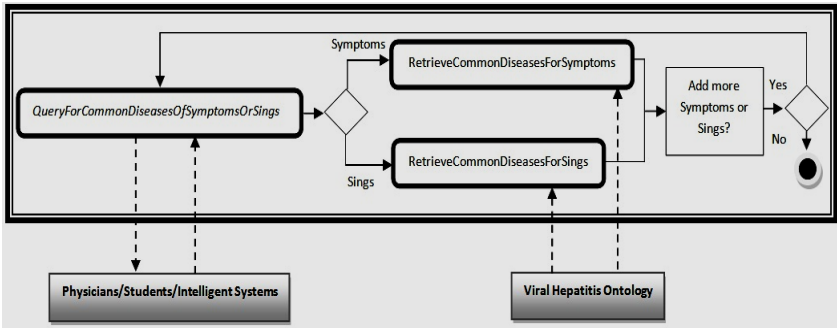 Symptoms
RetrieveCommonDiseasesForSymptoms
QueryForCommonDiseasesOfSymptomsOrSings
Add more
Symptoms or
Sings?
Yes
No
RetrieveCommonDiseasesForSings
Sings
Physicians/Students/Intelligent Systems
Viral Hepatitis Ontology